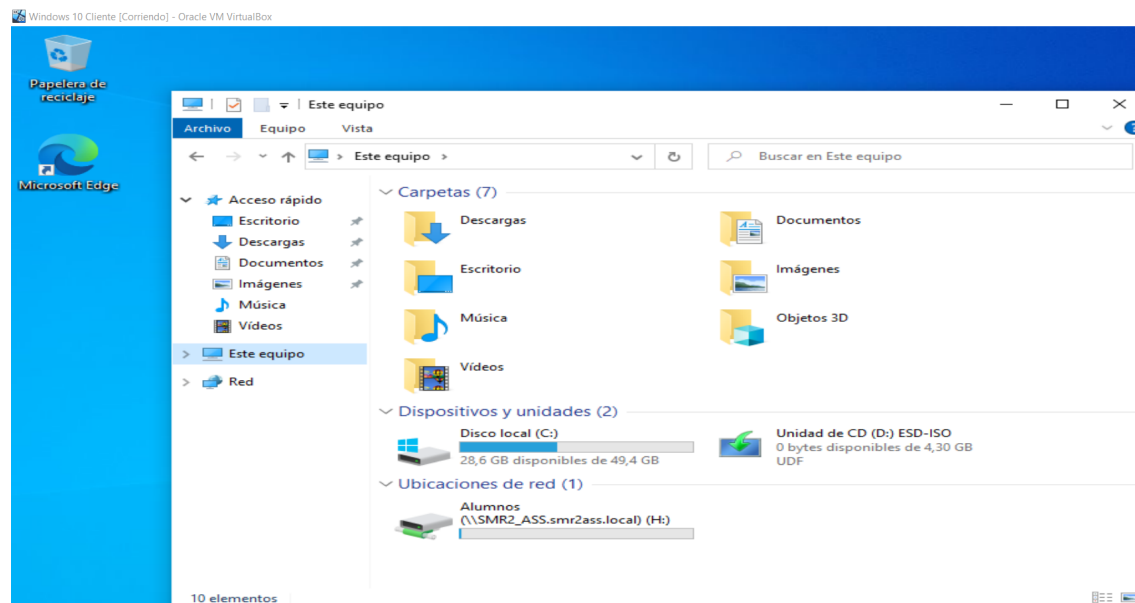 Windows 10 Cliente [Corriendo] - Oracle VM VirtualBox
Papelera de
reciclaje
Microsoft Edge
Este equipo
Archivo Equipo Vista
Este equipo
Buscar en Este equipo
Acceso rápido
Escritorio
Descargas
Documentos
Imágenes
Música
Vídeos
Este equipo
Red
Carpetas (7)
Descargas
Documentos
Escritorio
Imágenes
Música
Objetos 3D
Vídeos
Dispositivos y unidades (2)
Disco local (C:)
28,6 GB disponibles de 49,4 GB
Unidad de CD (D:) ESD-ISO
0 bytes disponibles de 4,30 GB
UDF
Ubicaciones de red (1)
Alumnos
(\\SMR2_ASS.smr2ass.local) (H:)
10 elementos